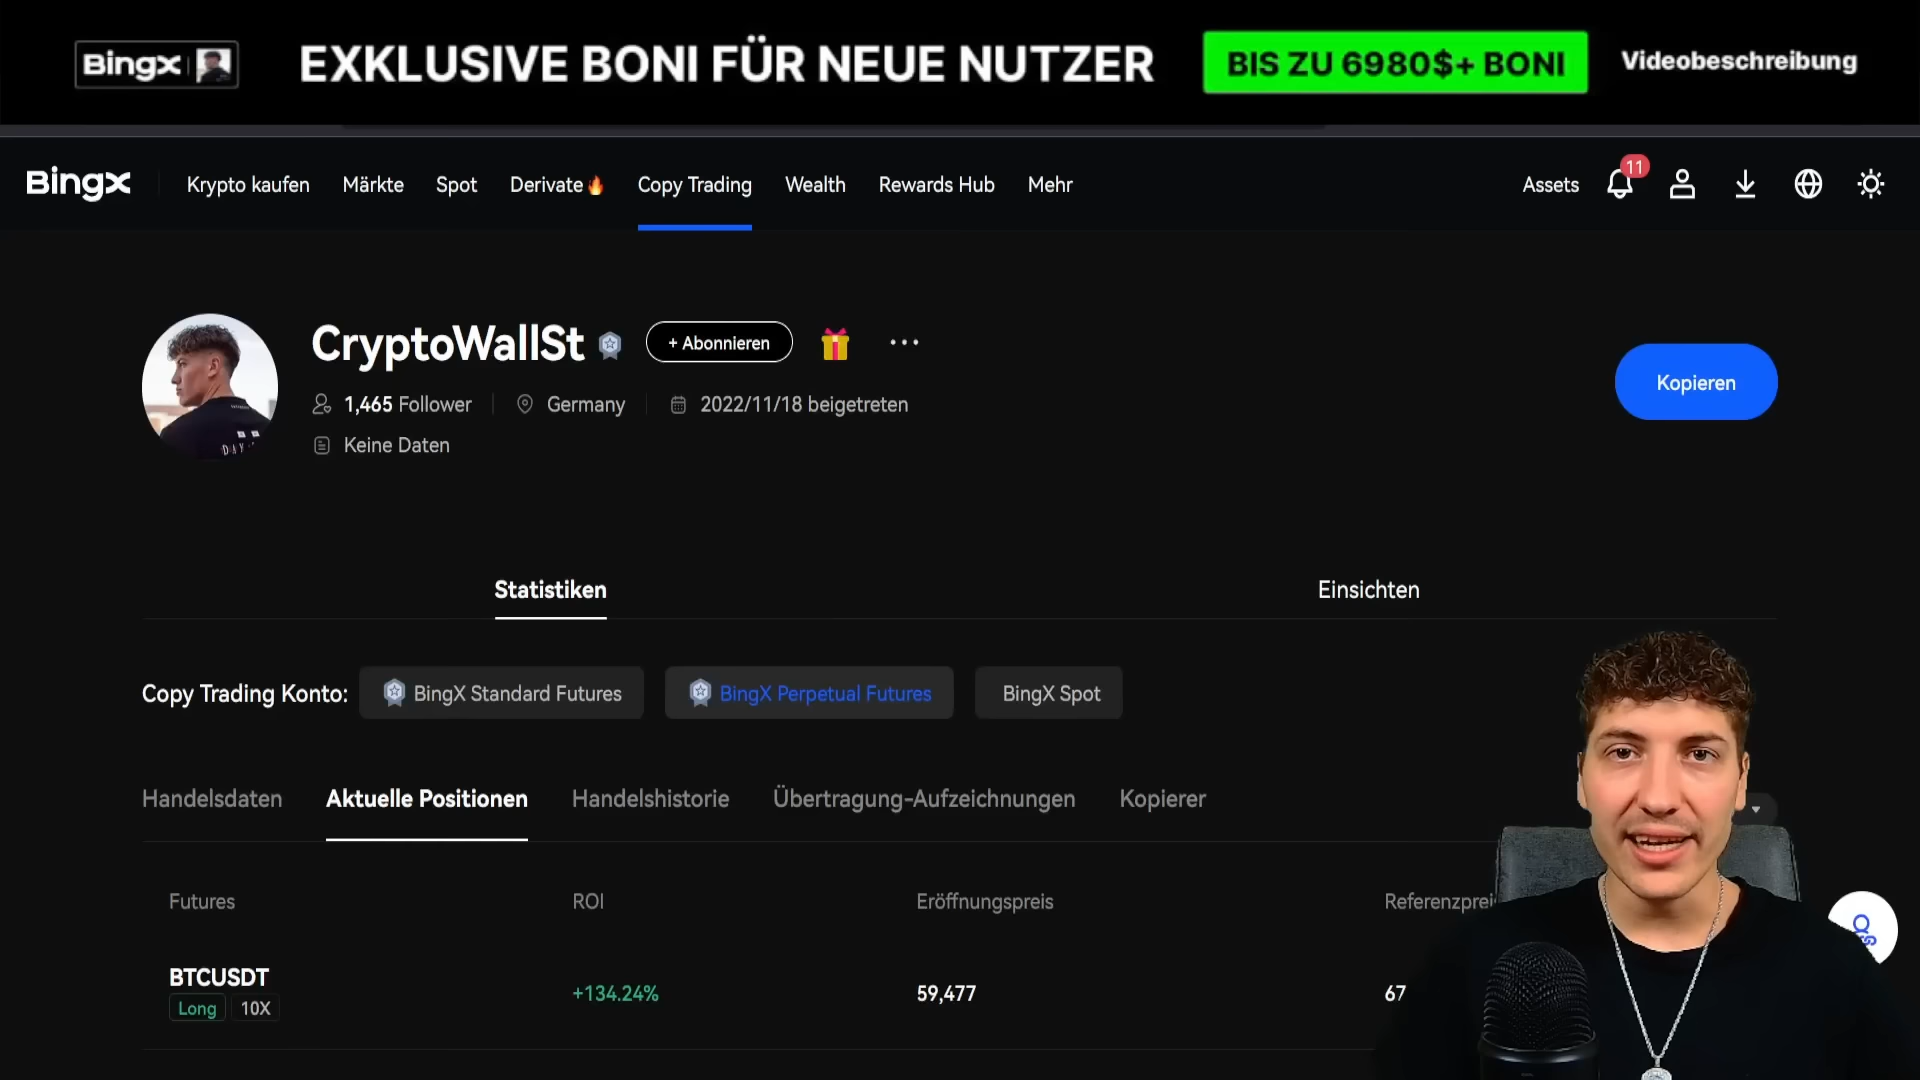 BingX
EXKLUSIVE BONI FÜR NEUE NUTZER
BIS ZU 6980$+ BONI
Videobeschreibung
BingX
Krypto kaufen
Märkte
Spot
Derivate
Copy Trading
Wealth
Rewards Hub
Mehr
Assets
11
CryptoWallSt
+ Abonnieren
Kopieren
1,465 Follower
Germany
2022/11/18 beigetreten
Keine Daten
Statistiken
Einsichten
Copy Trading Konto:
BingX Standard Futures
BingX Perpetual Futures
BingX Spot
Handelsdaten
Aktuelle Positionen
Handelshistorie
Übertragung-Aufzeichnungen
Kopierer
Futures
ROI
Eröffnungspreis
Referenzprei
BTCUSDT
Long
10X
+134.24%
59,477
67